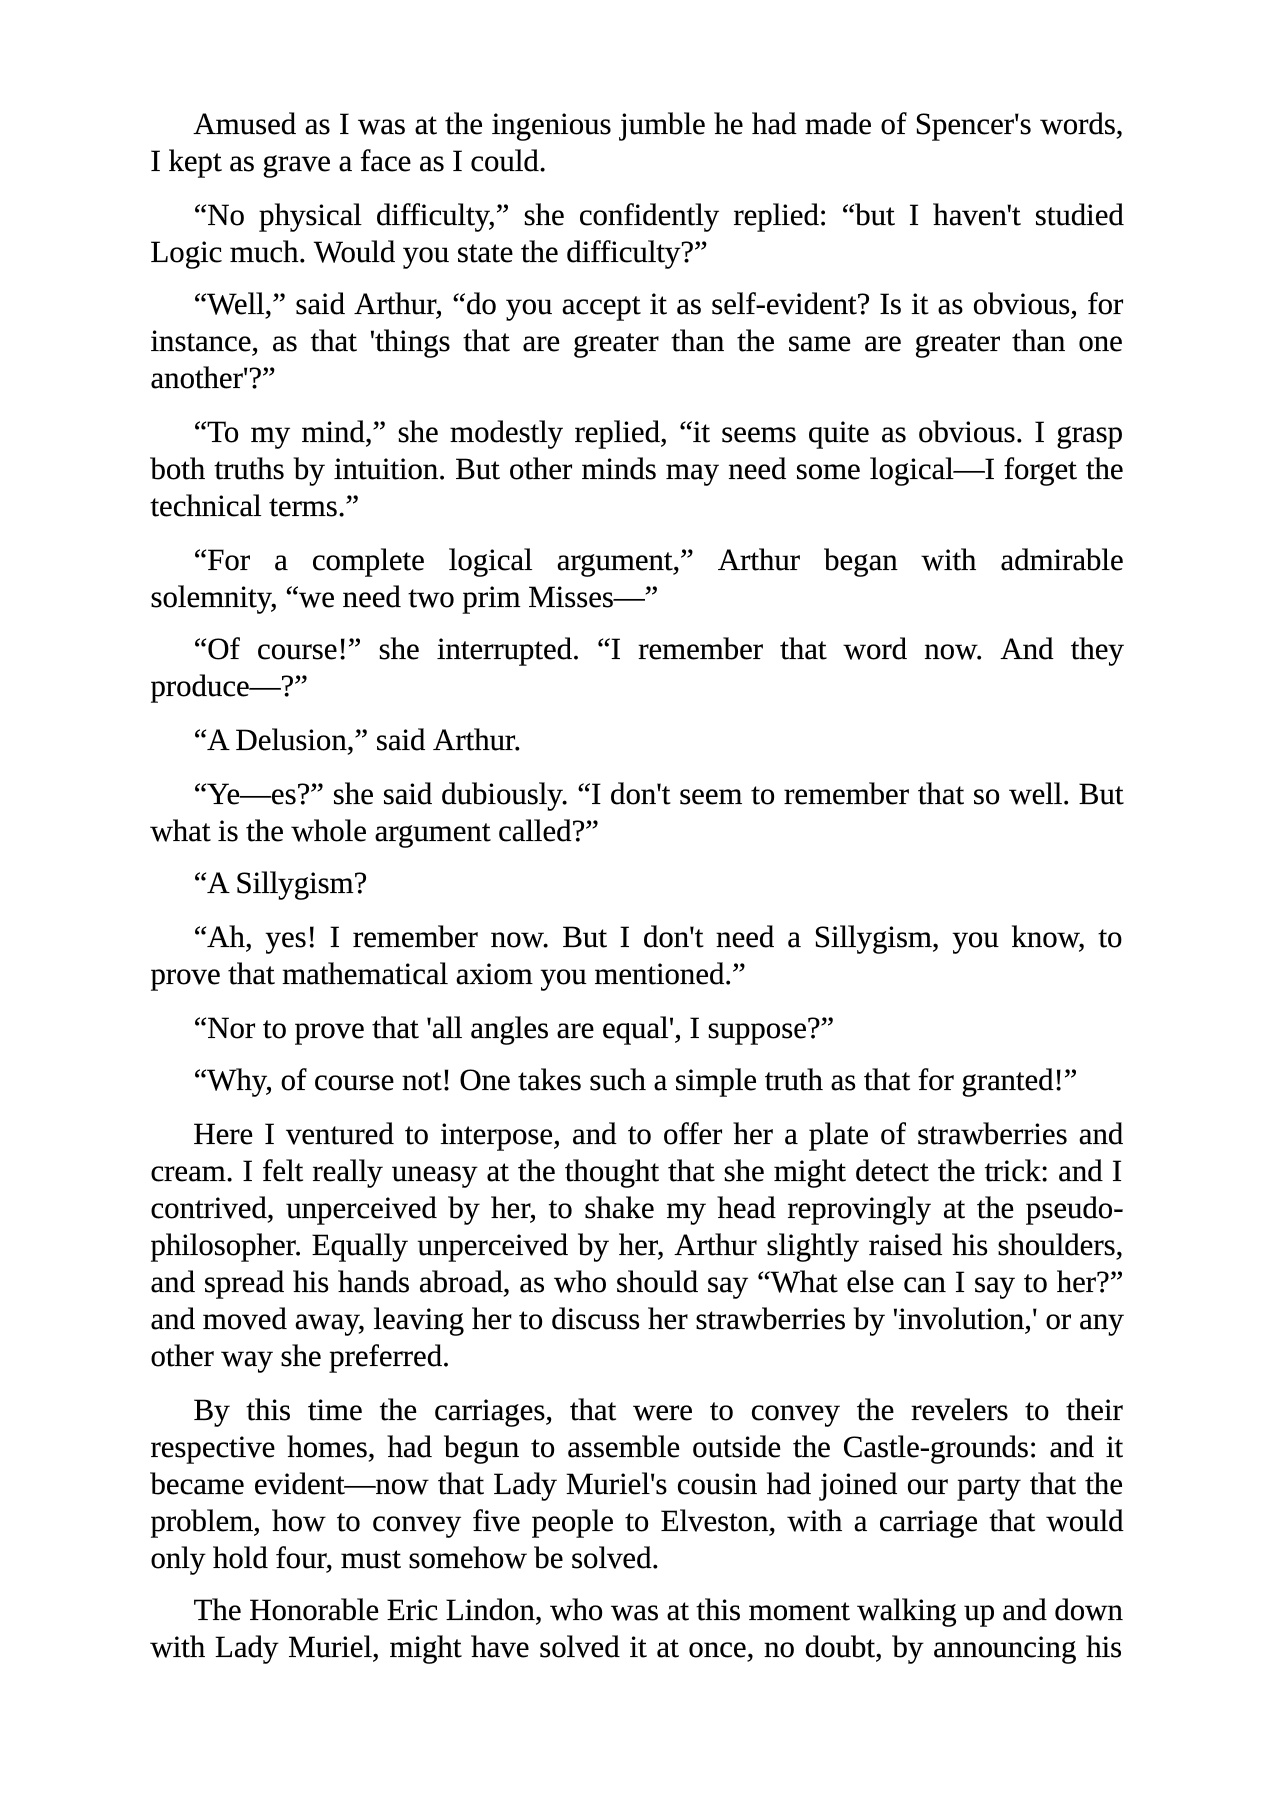 Amused as I was at the ingenious jumble he had made of Spencer's words,
I kept as grave a face as I could.
“No physical difficulty,” she confidently replied: “but I haven't studied
Logic much. Would you state the difficulty?”
“Well,” said Arthur, “do you accept it as self-evident? Is it as obvious, for
instance, as that 'things that are greater than the same are greater than one
another'?”
“To my mind,” she modestly replied, “it seems quite as obvious. I grasp
both truths by intuition. But other minds may need some logical—I forget the
technical terms.”
“For a complete logical argument,” Arthur began with admirable
solemnity, “we need two prim Misses—”
“Of course!” she interrupted. “I remember that word now. And they
produce—?”
“A Delusion,” said Arthur.
“Ye—es?” she said dubiously. “I don't seem to remember that so well. But
what is the whole argument called?”
“A Sillygism?
“Ah, yes! I remember now. But I don't need a Sillygism, you know, to
prove that mathematical axiom you mentioned.”
“Nor to prove that 'all angles are equal', I suppose?”
“Why, of course not! One takes such a simple truth as that for granted!”
Here I ventured to interpose, and to offer her a plate of strawberries and
cream. I felt really uneasy at the thought that she might detect the trick: and I
contrived, unperceived by her, to shake my head reprovingly at the pseudo-
philosopher. Equally unperceived by her, Arthur slightly raised his shoulders,
and spread his hands abroad, as who should say “What else can I say to her?”
and moved away, leaving her to discuss her strawberries by 'involution,' or any
other way she preferred.
By this time the carriages, that were to convey the revelers to their
respective homes, had begun to assemble outside the Castle-grounds: and it
became evident—now that Lady Muriel's cousin had joined our party that the
problem, how to convey five people to Elveston, with a carriage that would
only hold four, must somehow be solved.
The Honorable Eric Lindon, who was at this moment walking up and down
with Lady Muriel, might have solved it at once, no doubt, by announcing his